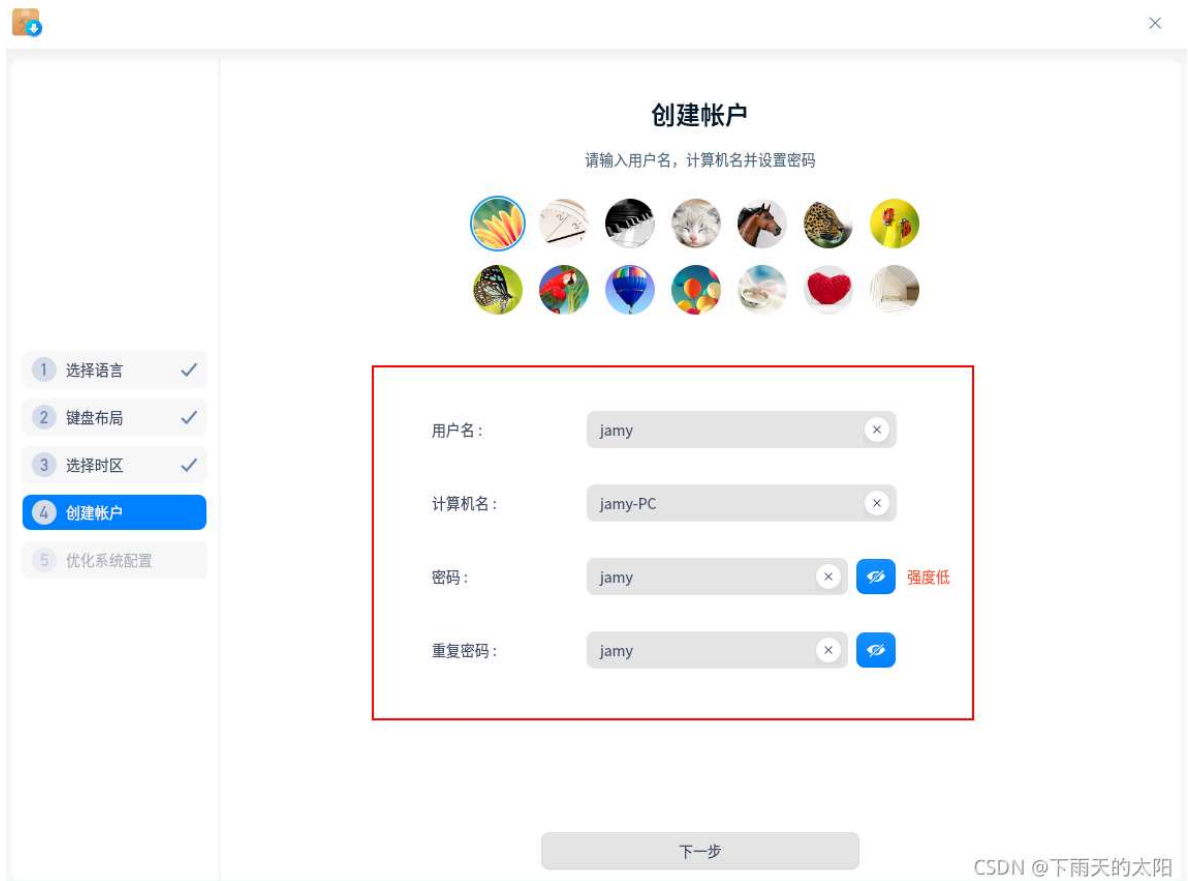 创建帐户
请输入用户名，计算机名并设置密码
1 选择语言
2 键盘布局
3 选择时区
4 创建帐户
5 优化系统配置
用户名： jamy
计算机名： jamy-PC
密码： jamy 强度低
重复密码： jamy
下一步
CSDN @下雨天的太阳